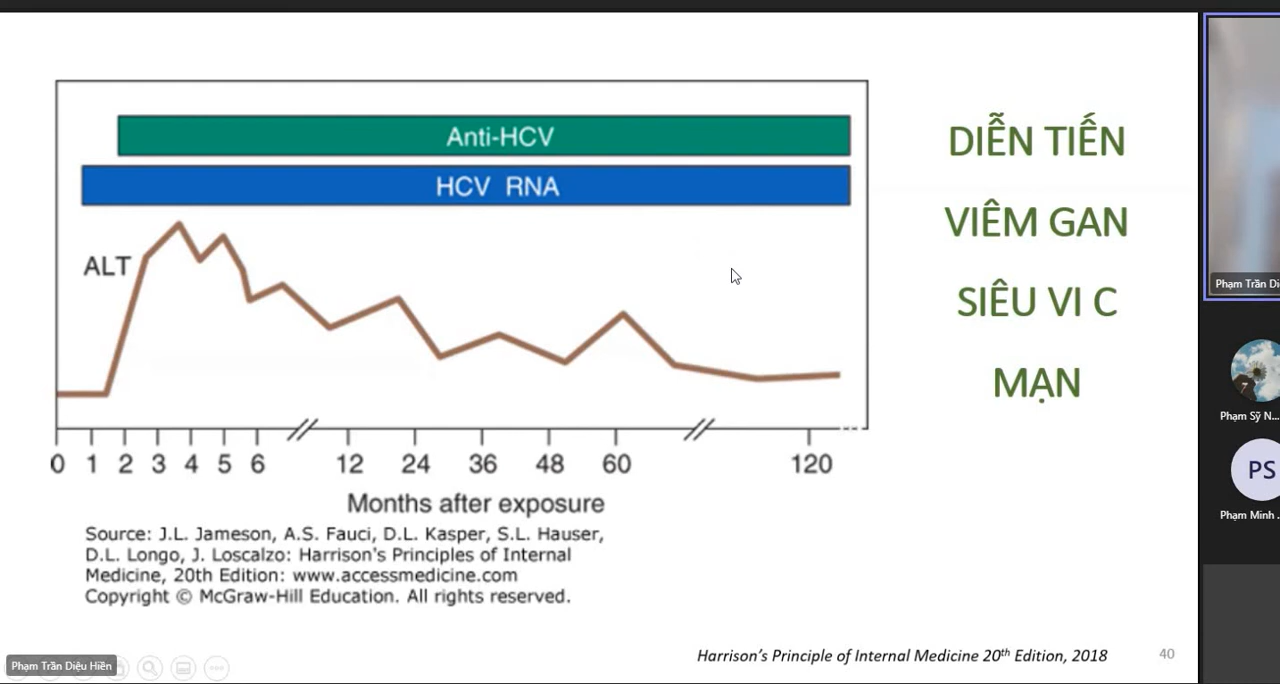 Anti-HCV
HCV RNA
ALT
0 1 2 3 4 5 6 12 24 36 48 60 120
Months after exposure
Source: J.L. Jameson, A.S. Fauci, D.L. Kasper, S.L. Hauser,
D.L. Longo, J. Loscalzo: Harrison's Principles of Internal
Medicine, 20th Edition: www.accessmedicine.com
Copyright © McGraw-Hill Education. All rights reserved.
DIỄN TIẾN
VIÊM GAN
SIÊU VI C
MẠN
Harrison's Principle of Internal Medicine 20th Edition, 2018
40
Phạm Trần Diệu Hiền
Phạm Trần Di
Phạm Sỹ N...
PS
Phạm Minh ..